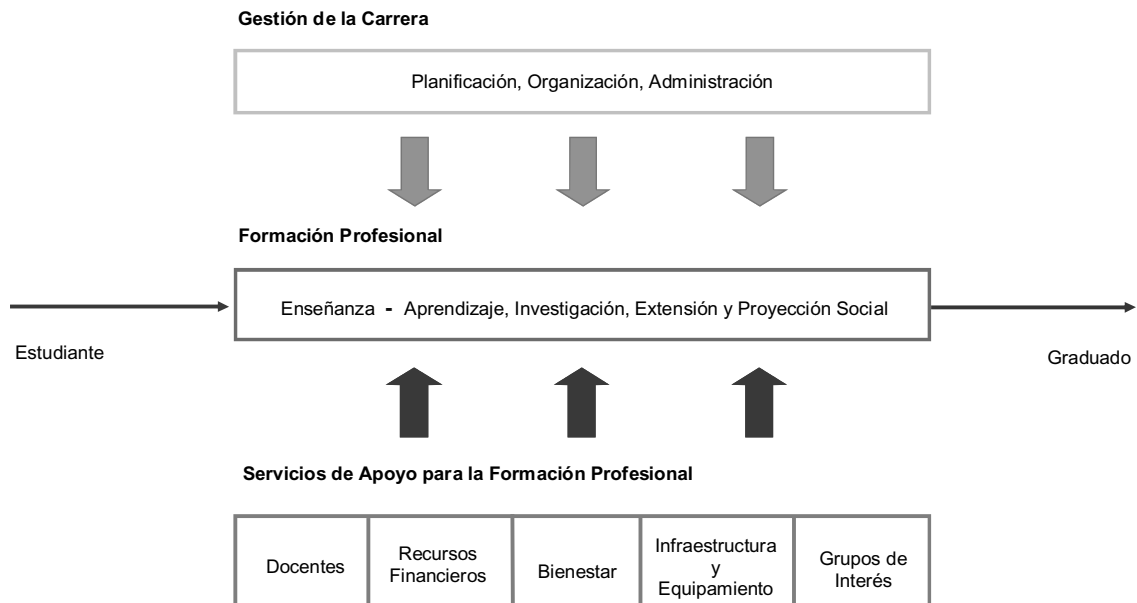 Gestión de la Carrera
Planificación, Organización, Administración
Formación Profesional
Enseñanza - Aprendizaje, Investigación, Extensión y Proyección Social
Estudiante
Graduado
Servicios de Apoyo para la Formación Profesional
Docentes
Recursos
Financieros
Bienestar
Infraestructura
y
Equipamiento
Grupos de
Interés